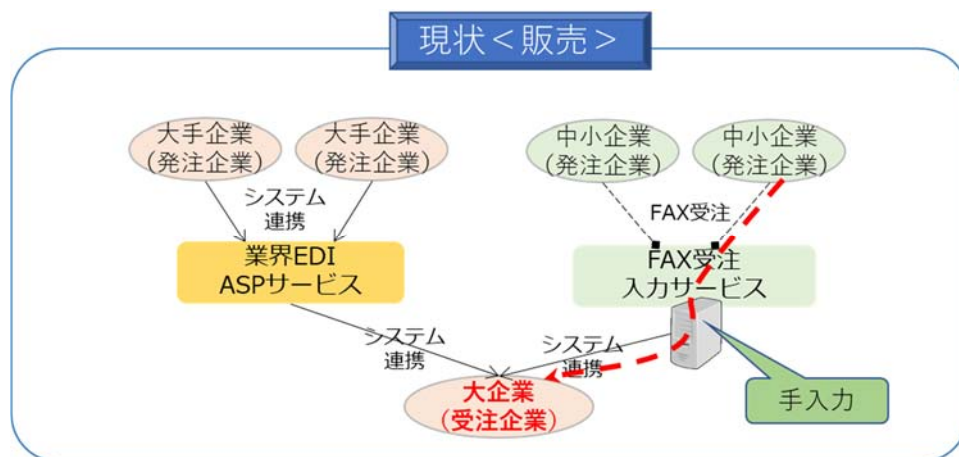 現状＜販売＞
大手企業
（発注企業）
大手企業
（発注企業）
中小企業
（発注企業）
中小企業
（発注企業）
システム
連携
FAX受注
業界EDI
ASPサービス
FAX受注
入力サービス
システム
連携
システム
連携
手入力
大企業
（受注企業）